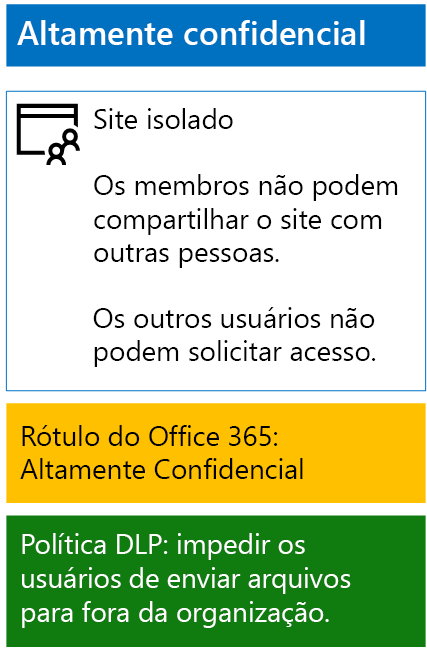 Altamente confidencial
Site isolado
Os membros não podem
compartilhar o site com
outras pessoas.
Os outros usuários não
podem solicitar acesso.
Rótulo do Office 365:
Altamente Confidencial
Política DLP: impedir os
usuários de enviar arquivos
para fora da organização.